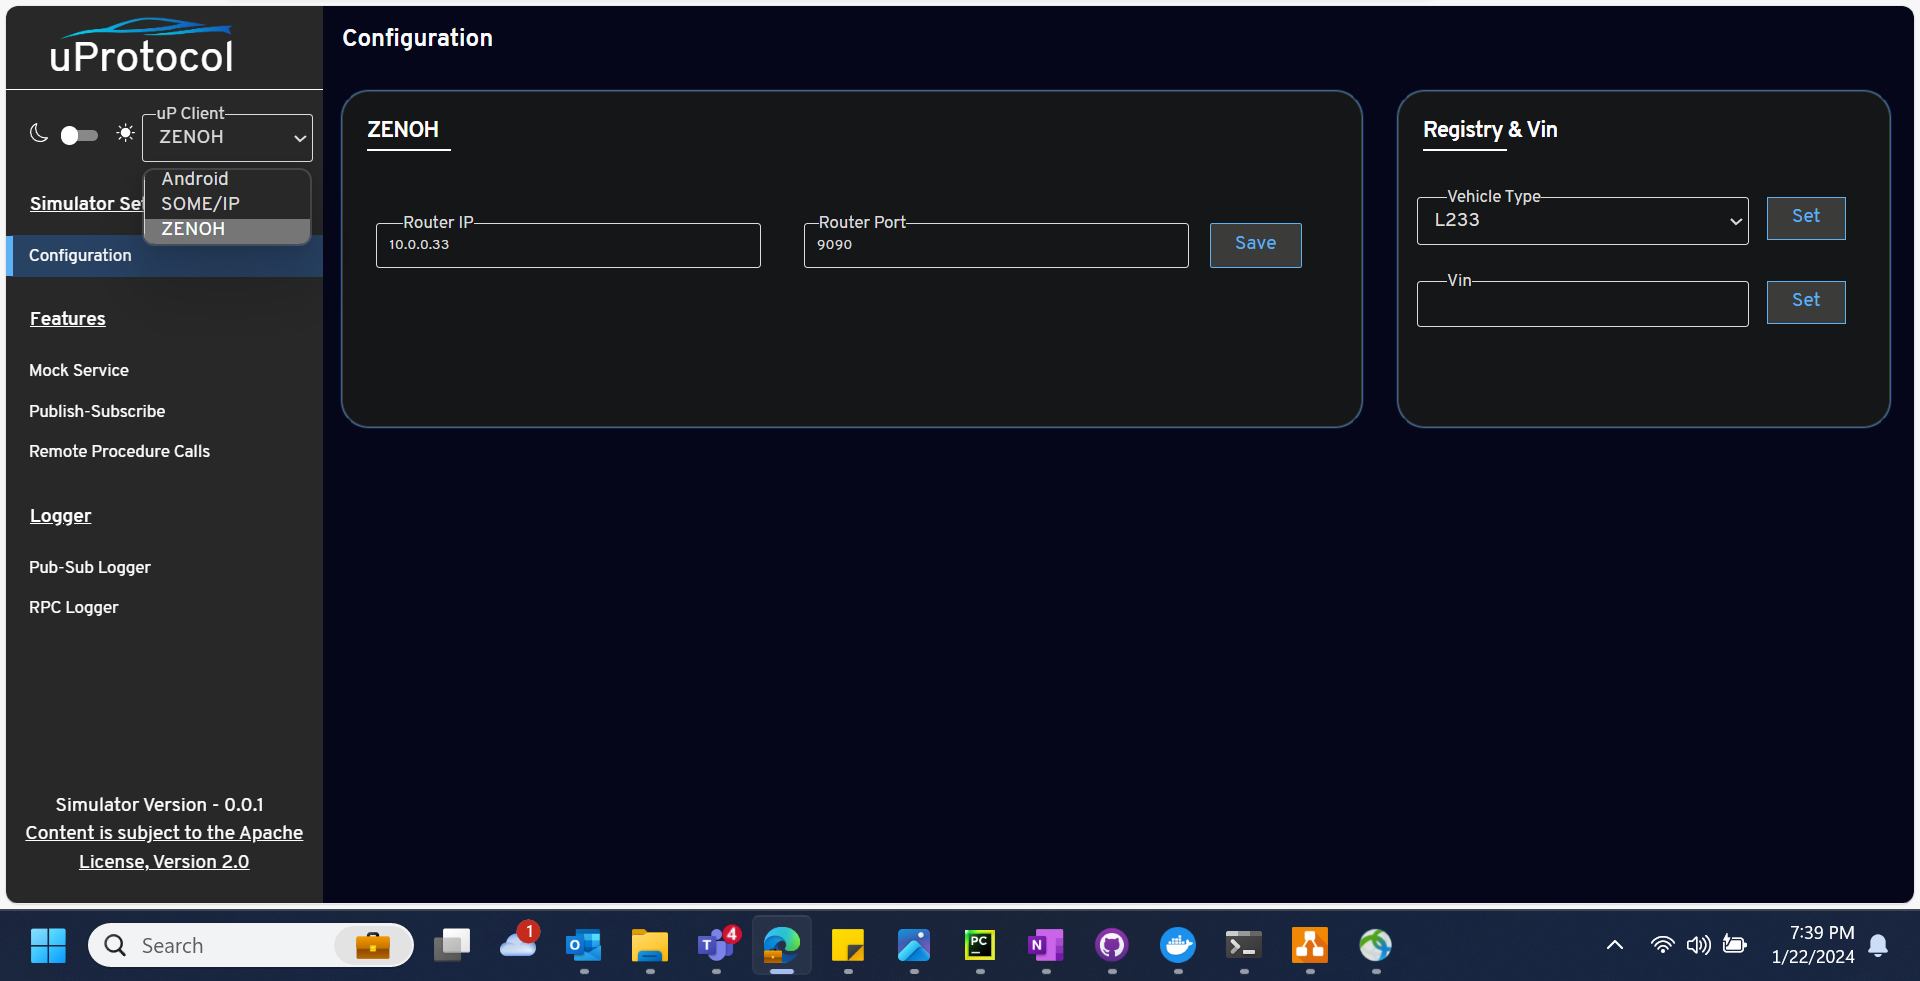 uProtocol
uP Client
ZENOH
Android
SOME/IP
ZENOH
Simulator Set
Configuration
Features
Mock Service
Publish-Subscribe
Remote Procedure Calls
Logger
Pub-Sub Logger
RPC Logger
Simulator Version - 0.0.1
Content is subject to the Apache
License, Version 2.0
Configuration
ZENOH
Router IP
10.0.0.33
Router Port
9090
Save
Registry & Vin
Vehicle Type
L233
Set
Vin
Set
Search
1
O
T
4
PC
N
7:39 PM
1/22/2024